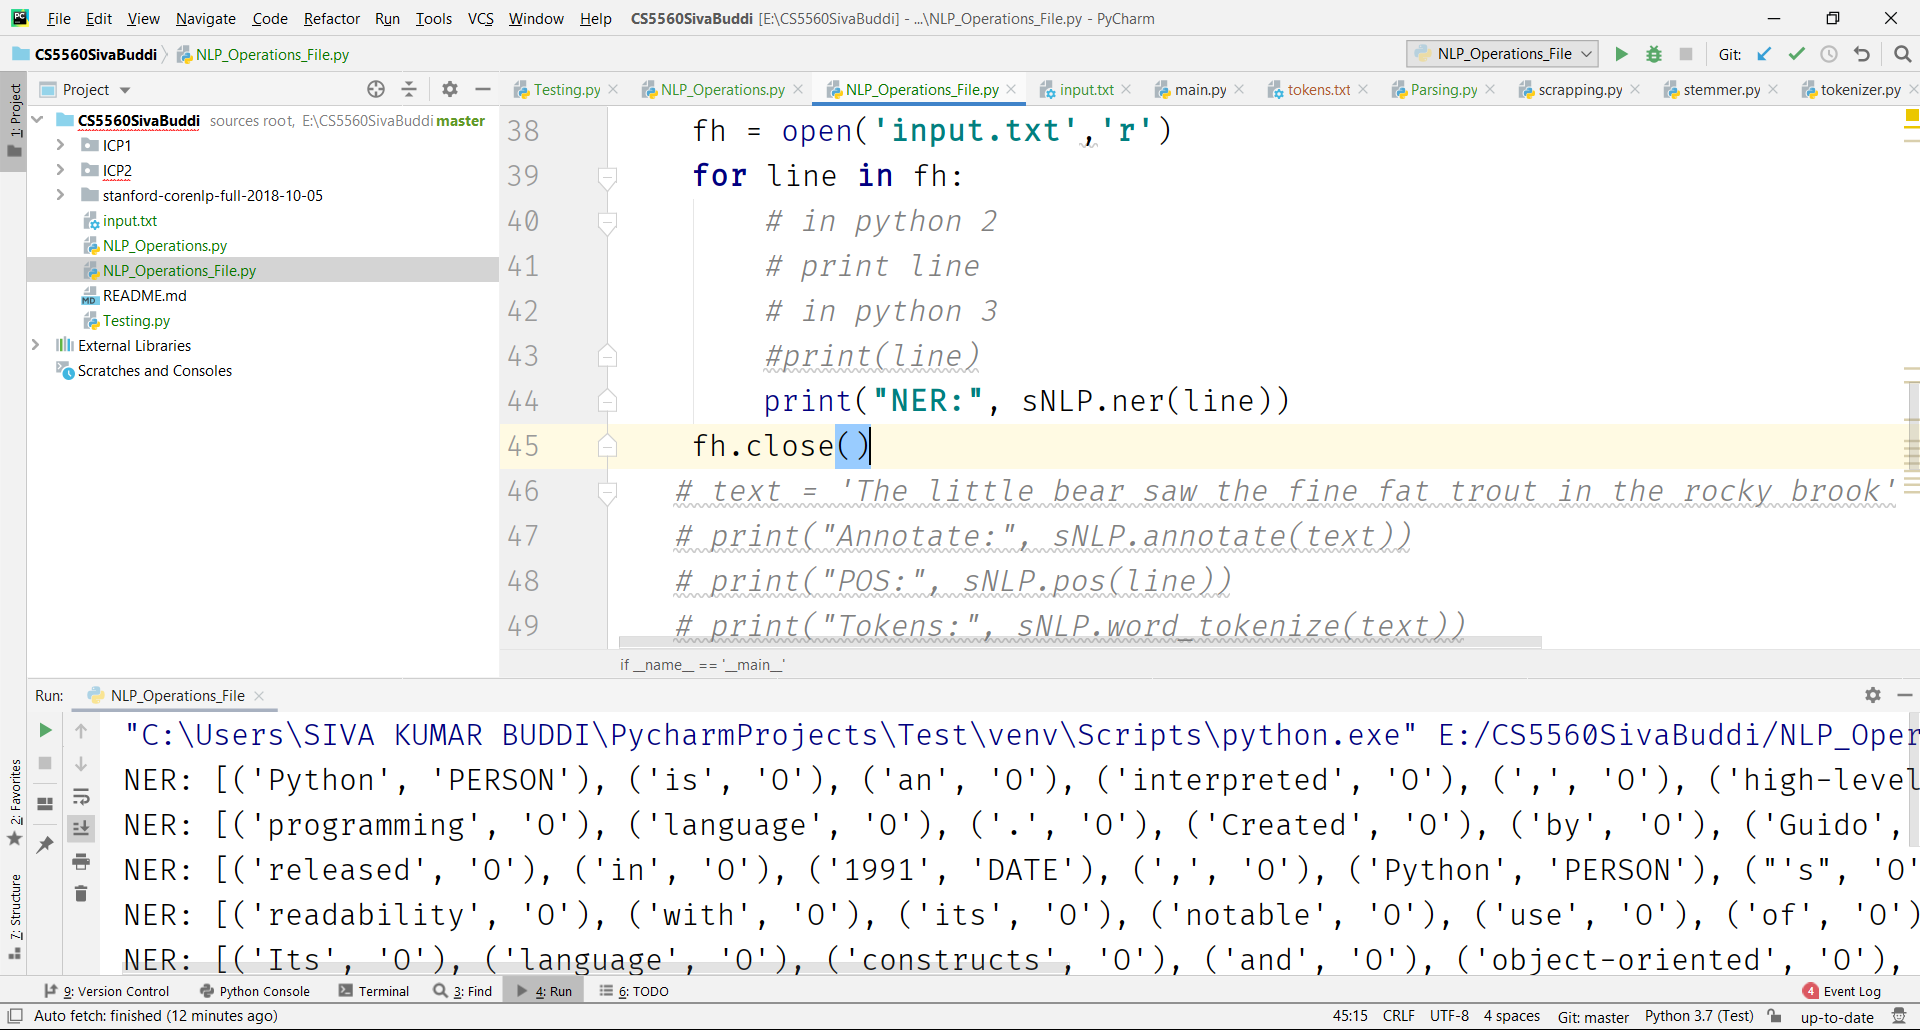 PC File Edit View Navigate Code Refactor Run Tools VCS Window Help CS5560SivaBuddi [E:\CS5560SivaBuddi] - ...\NLP_Operations_File.py - PyCharm
CS5560SivaBuddi NLP_Operations_File.py NLP_Operations_File Git:
1: Project
Project
Testing.py NLP_Operations.py NLP_Operations_File.py input.txt main.py tokens.txt Parsing.py scrapping.py stemmer.py tokenizer.py
CS5560SivaBuddi sources root, E:\CS5560SivaBuddi master
ICP1
ICP2
stanford-corenlp-full-2018-10-05
input.txt
NLP_Operations.py
NLP_Operations_File.py
MD README.md
Testing.py
External Libraries
Scratches and Consoles
38 fh = open('input.txt','r')
39 for line in fh:
40 # in python 2
41 # print line
42 # in python 3
43 #print(line)
44 print("NER:", sNLP.ner(line))
45 fh.close()
46 # text = 'The little bear saw the fine fat trout in the rocky brook'
47 # print("Annotate:", sNLP.annotate(text))
48 # print("POS:", sNLP.pos(line))
49 # print("Tokens:", sNLP.word_tokenize(text))
if __name__ == '__main__'
Run: NLP_Operations_File
"C:\Users\SIVA KUMAR BUDDI\PycharmProjects\Test\venv\Scripts\python.exe" E:/CS5560SivaBuddi/NLP_Oper
NER: [('Python', 'PERSON'), ('is', 'O'), ('an', 'O'), ('interpreted', 'O'), (',', 'O'), ('high-level
NER: [('programming', 'O'), ('language', 'O'), ('.', 'O'), ('Created', 'O'), ('by', 'O'), ('Guido',
NER: [('released', 'O'), ('in', 'O'), ('1991', 'DATE'), (',', 'O'), ('Python', 'PERSON'), ("'s", 'O'
NER: [('readability', 'O'), ('with', 'O'), ('its', 'O'), ('notable', 'O'), ('use', 'O'), ('of', 'O')
NER: [('Its', 'O'), ('language', 'O'), ('constructs', 'O'), ('and', 'O'), ('object-oriented', 'O'),
2: Favorites
7: Structure
9: Version Control Python Console Terminal 3: Find 4: Run 6: TODO 4 Event Log
Auto fetch: finished (12 minutes ago) 45:15 CRLF UTF-8 4 spaces Git: master Python 3.7 (Test) up-to-date